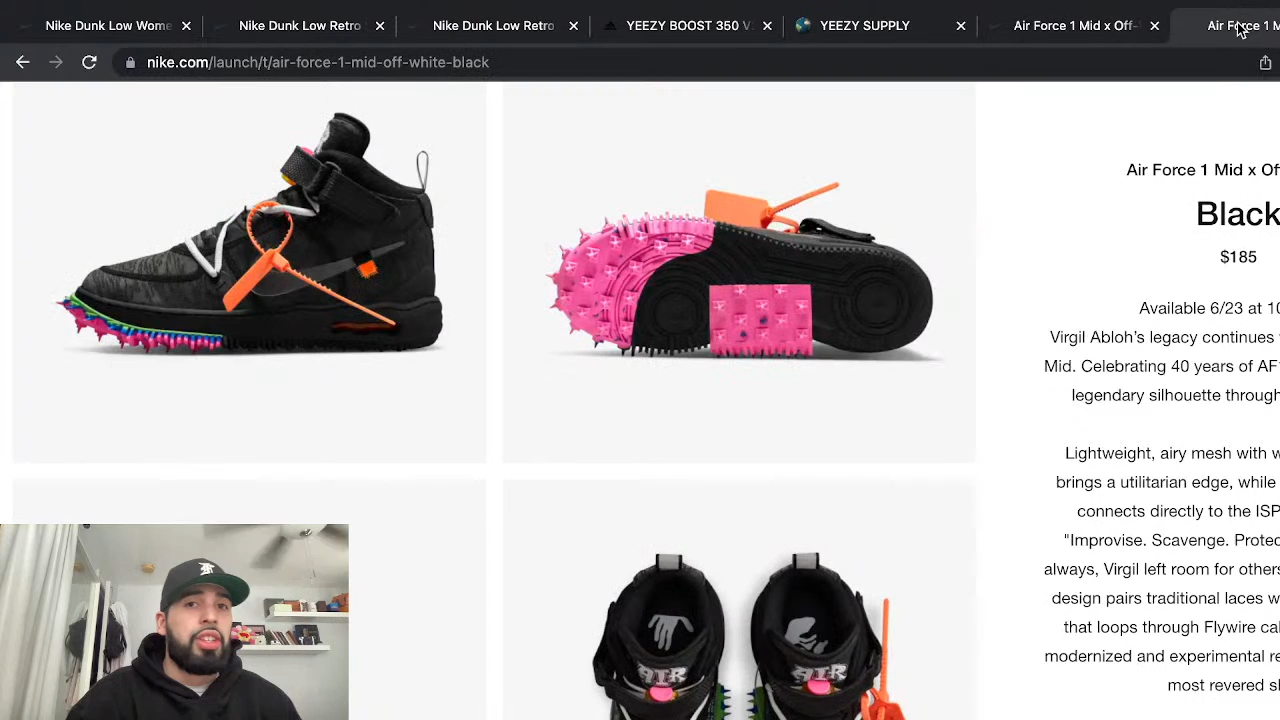 Nike Dunk Low Wome
Nike Dunk Low Retro
Nike Dunk Low Retro
YEEZY BOOST 350 V
YEEZY SUPPLY
Air Force 1 Mid x Off-
Air Force 1 M
nike.com/launch/t/air-force-1-mid-off-white-black
Air Force 1 Mid x Of
Black
$185
Available 6/23 at 10
Virgil Abloh's legacy continues
Mid. Celebrating 40 years of AF
legendary silhouette through
Lightweight, airy mesh with w
brings a utilitarian edge, while
connects directly to the ISP
"Improvise. Scavenge. Protec
always, Virgil left room for others
design pairs traditional laces w
that loops through Flywire cal
modernized and experimental re
most revered sl
AIR
AIR